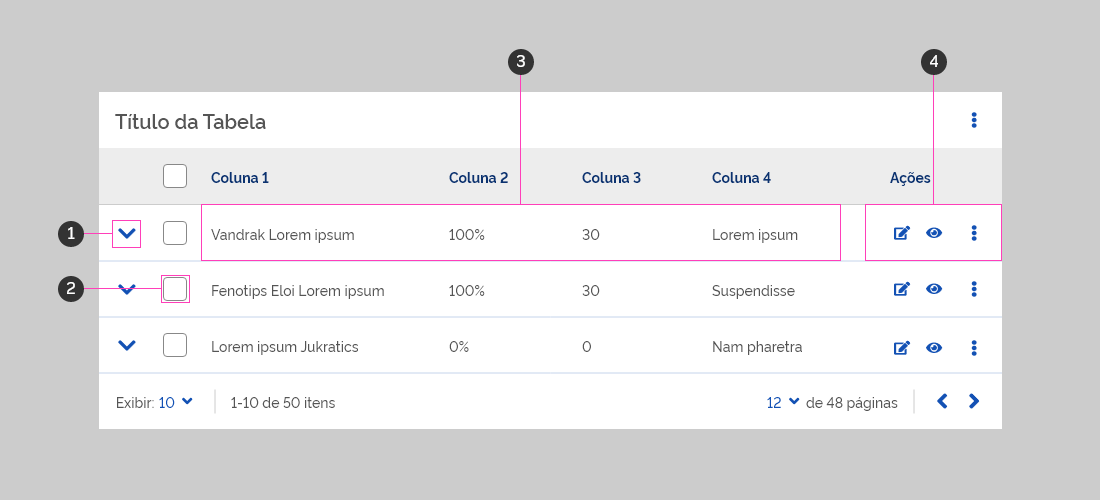 3 4
Título da Tabela
Coluna 1 Coluna 2 Coluna 3 Coluna 4 Ações
1 Vandrak Lorem ipsum 100% 30 Lorem ipsum
2 Fenotips Eloi Lorem ipsum 100% 30 Suspendisse
Lorem ipsum Jukratics 0% 0 Nam pharetra
Exibir: 10 1-10 de 50 itens 12 de 48 páginas